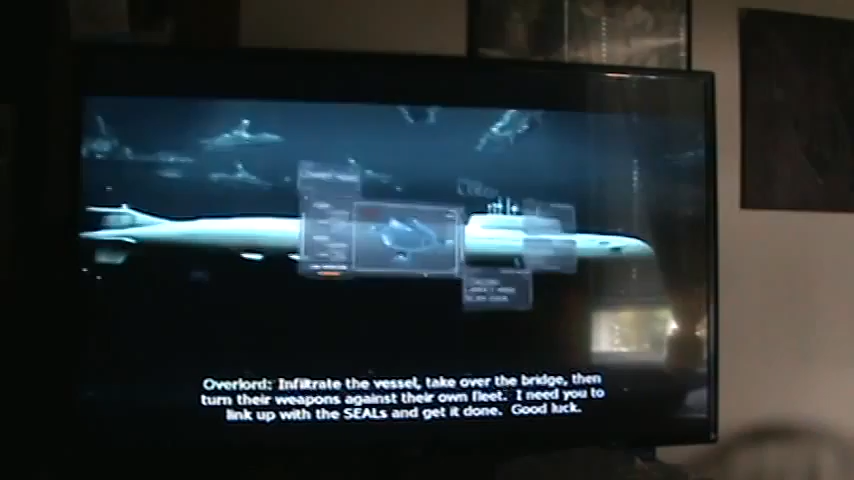 Overlord: Infiltrate the vessel, take over the bridge, then
turn their weapons against their own fleet. I need you to
link up with the SEALs and get it done. Good luck.